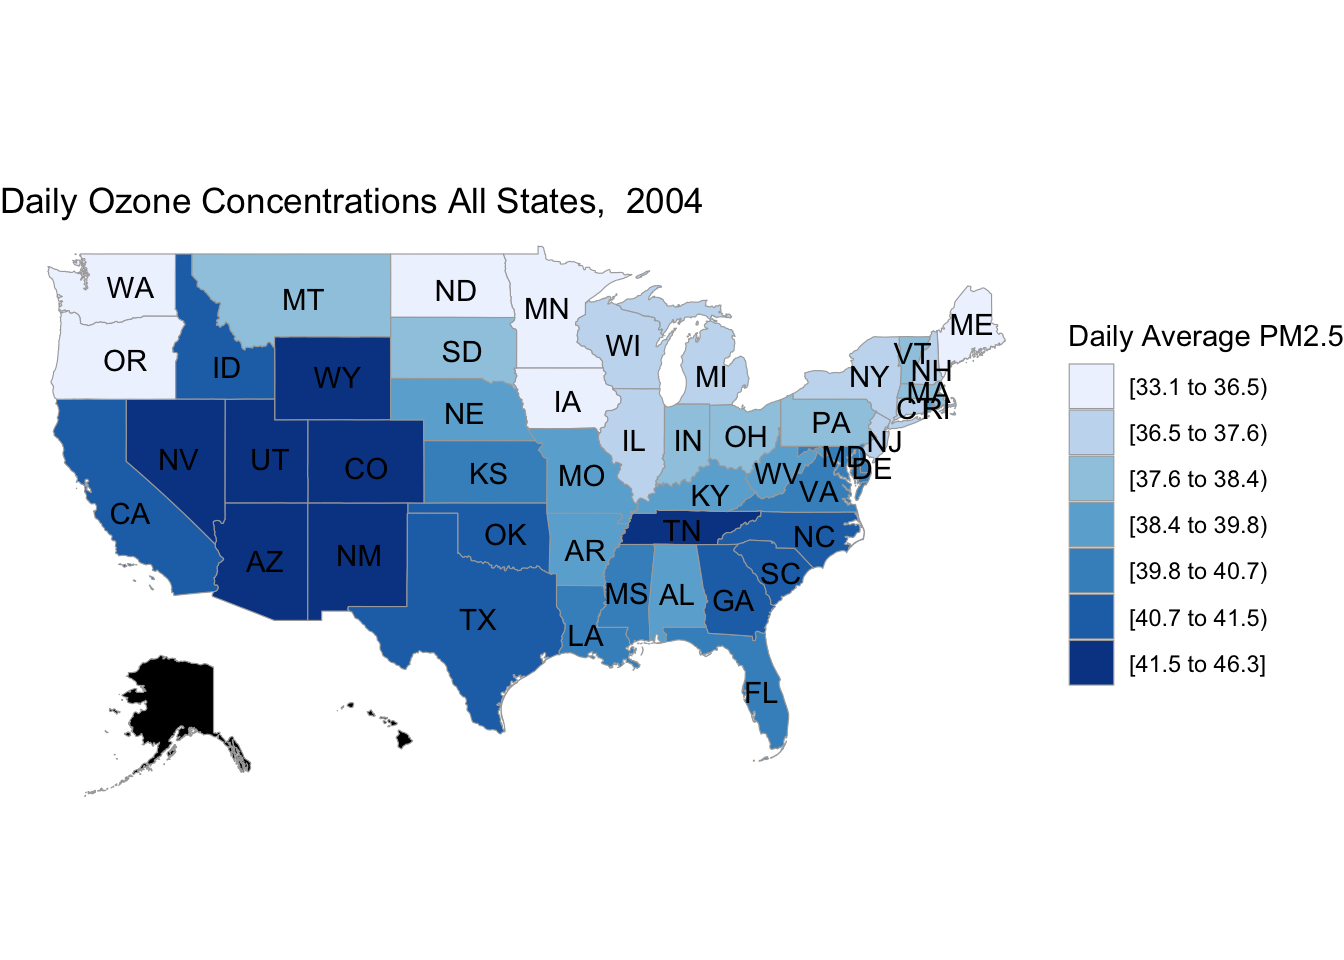 Daily Ozone Concentrations All States,  2004
WA
MT
ND
MN
ME
OR
ID
SD
WI
VT
NH
WY
MI
NY
MA
NE
IA
CT
RI
PA
NV
UT
CO
KS
MO
IL
IN
OH
NJ
MD
DE
WV
VA
KY
CA
AZ
NM
OK
AR
TN
NC
SC
MS
AL
GA
TX
LA
FL
Daily Average PM2.5
[33.1 to 36.5)
[36.5 to 37.6)
[37.6 to 38.4)
[38.4 to 39.8)
[39.8 to 40.7)
[40.7 to 41.5)
[41.5 to 46.3]